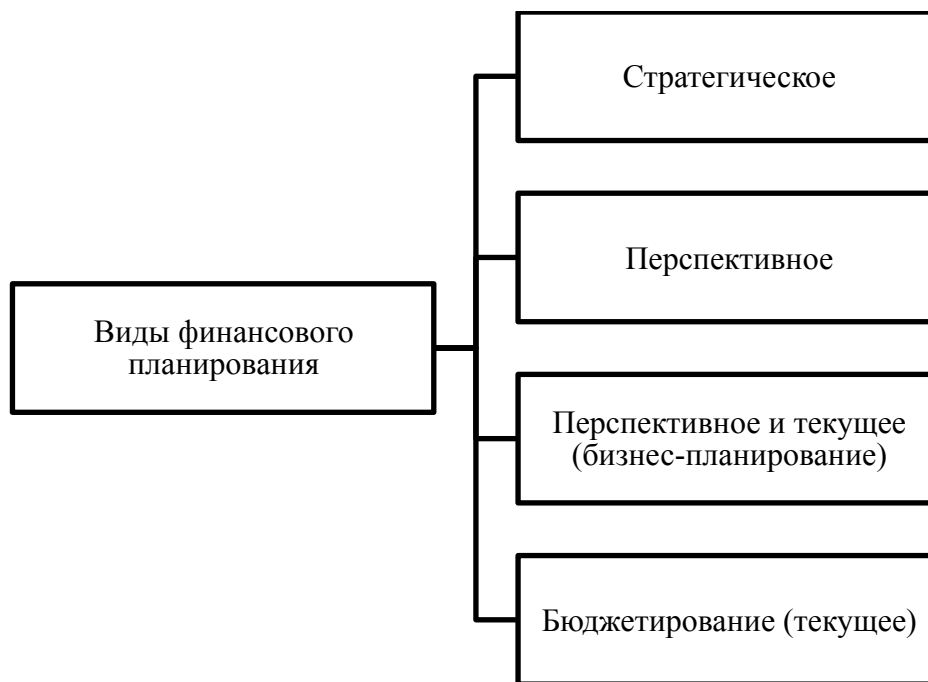 Стратегическое
Перспективное
Виды финансового
планирования
Перспективное и текущее
(бизнес-планирование)
Бюджетирование (текущее)